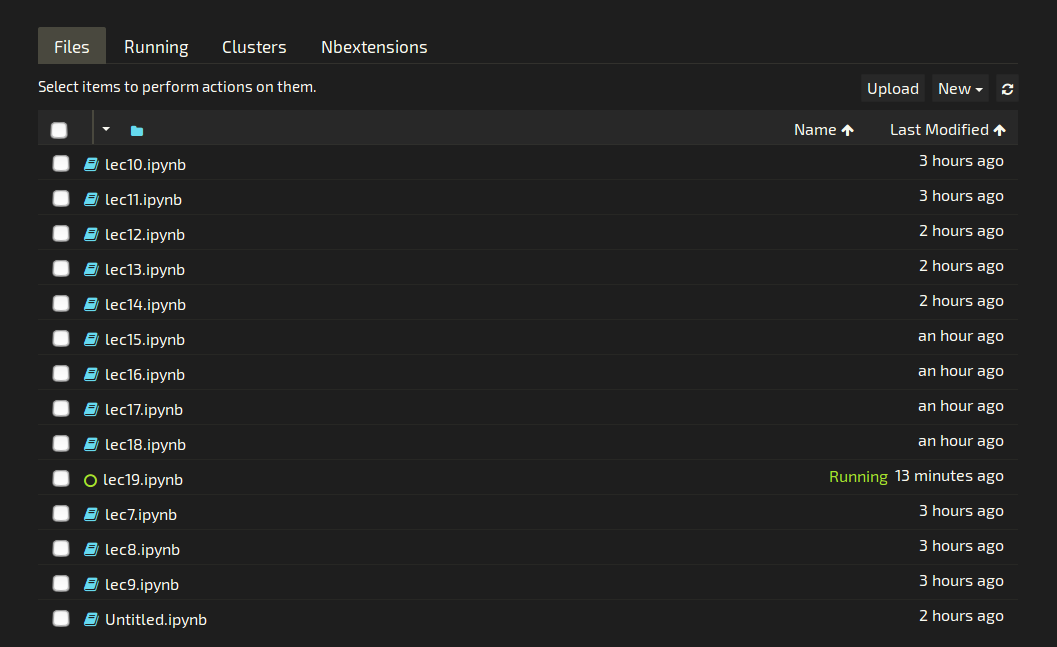 Files Running Clusters Nbextensions
Select items to perform actions on them. Upload New
Name Last Modified
lec10.ipynb 3 hours ago
lec11.ipynb 3 hours ago
lec12.ipynb 2 hours ago
lec13.ipynb 2 hours ago
lec14.ipynb 2 hours ago
lec15.ipynb an hour ago
lec16.ipynb an hour ago
lec17.ipynb an hour ago
lec18.ipynb an hour ago
lec19.ipynb Running 13 minutes ago
lec7.ipynb 3 hours ago
lec8.ipynb 3 hours ago
lec9.ipynb 3 hours ago
Untitled.ipynb 2 hours ago